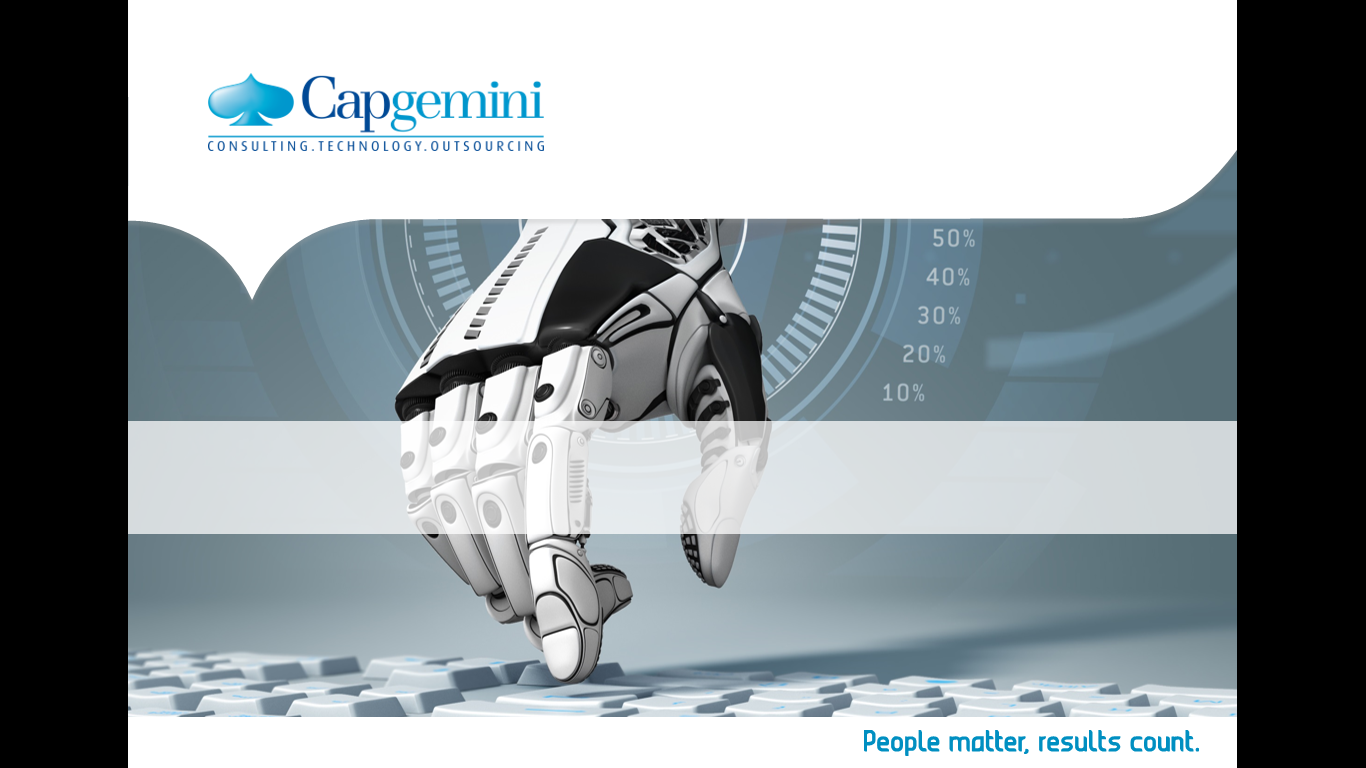 Capgemini
CONSULTING.TECHNOLOGY.OUTSOURCING
50%
40%
30%
20%
10%
People matter, results count.